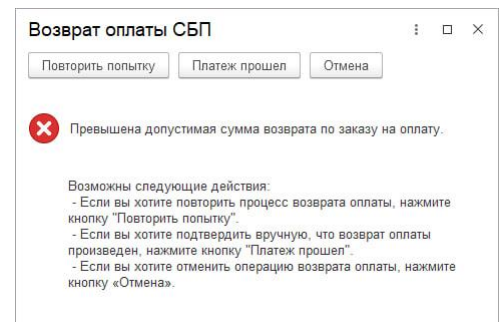 Возврат оплаты СБП
Повторить попытку Платеж прошел Отмена
Превышена допустимая сумма возврата по заказу на оплату.
Возможны следующие действия:
- Если вы хотите повторить процесс возврата оплаты, нажмите
кнопку "Повторить попытку".
- Если вы хотите подтвердить вручную, что возврат оплаты
произведен, нажмите кнопку "Платеж прошел".
- Если вы хотите отменить операцию возврата оплаты, нажмите
кнопку «Отмена».